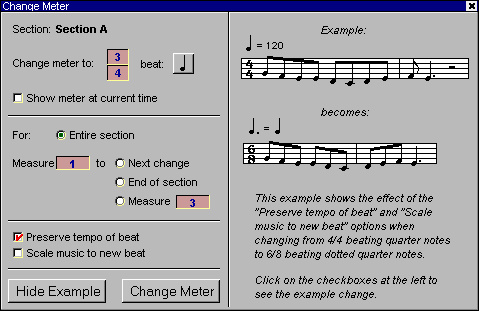 Change Meter
Section: Section A
Change meter to: 3
4
beat:
Show meter at current time
For: Entire section
Measure 1 to Next change
End of section
Measure 3
Preserve tempo of beat
Scale music to new beat
Hide Example
Change Meter
Example:
= 120
4
4
becomes:
. =
6
8
This example shows the effect of the
"Preserve tempo of beat" and "Scale
music to new beat" options when
changing from 4/4 beating quarter notes
to 6/8 beating dotted quarter notes.
Click on the checkboxes at the left to
see the example change.